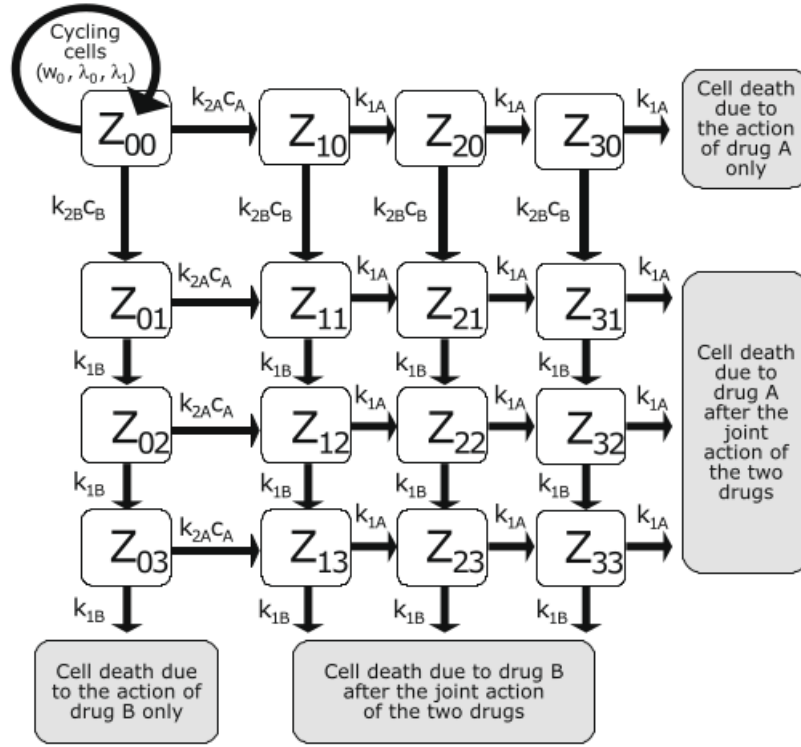 Cycling
cells
(w₀, λ₀, λ₁)
Z₀₀ k₂ₐcₐ Z₁₀ k₁ₐ Z₂₀ k₁ₐ Z₃₀ k₁ₐ
Cell death
due to
the action
of drug A
only
k₂Bc_B k₂Bc_B k₂Bc_B k₂Bc_B
Z₀₁ k₂ₐcₐ Z₁₁ k₁ₐ Z₂₁ k₁ₐ Z₃₁ k₁ₐ
k₁B k₁B k₁B k₁B
Z₀₂ k₂ₐcₐ Z₁₂ k₁ₐ Z₂₂ k₁ₐ Z₃₂ k₁ₐ
k₁B k₁B k₁B k₁B
Z₀₃ k₂ₐcₐ Z₁₃ k₁ₐ Z₂₃ k₁ₐ Z₃₃ k₁ₐ
k₁B k₁B k₁B k₁B
Cell death
due to
drug A
after the
joint
action of
the two
drugs
Cell death due
to the action of
drug B only
Cell death due to drug B
after the joint action
of the two drugs